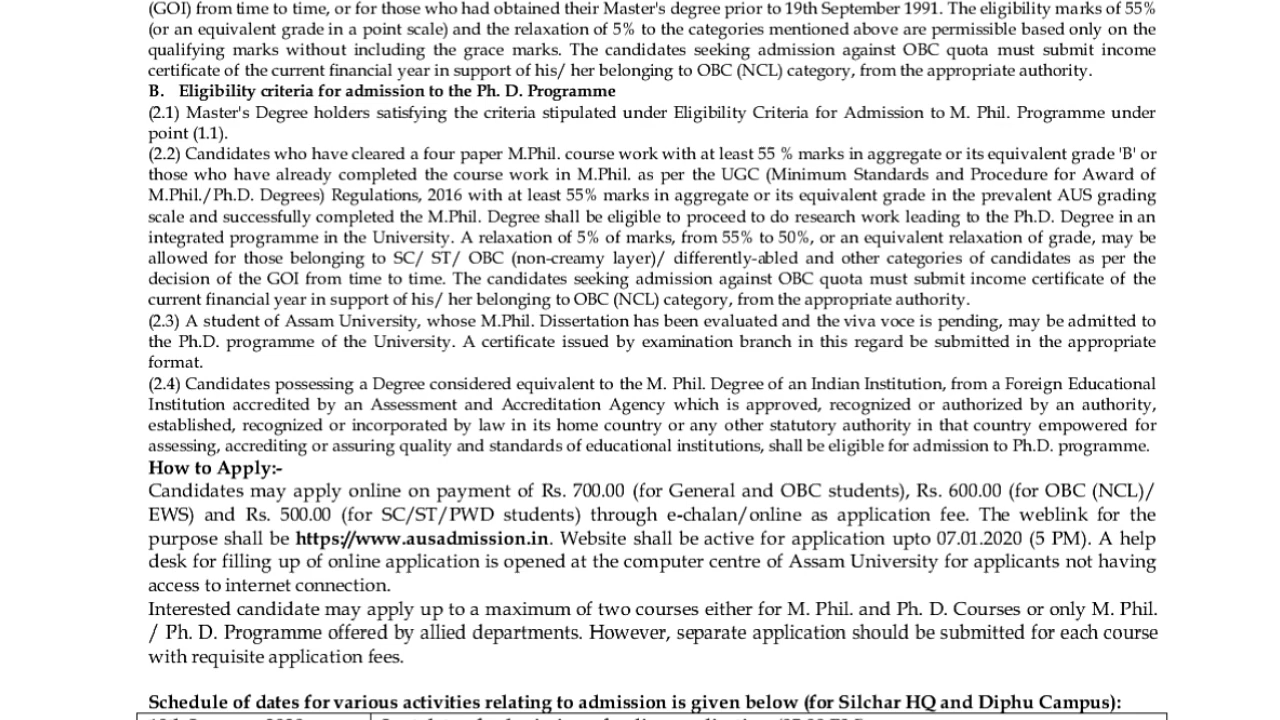 (GOI) from time to time, or for those who had obtained their Master's degree prior to 19th September 1991. The eligibility marks of 55%
(or an equivalent grade in a point scale) and the relaxation of 5% to the categories mentioned above are permissible based only on the
qualifying marks without including the grace marks. The candidates seeking admission against OBC quota must submit income
certificate of the current financial year in support of his/ her belonging to OBC (NCL) category, from the appropriate authority.
B. Eligibility criteria for admission to the Ph. D. Programme
(2.1) Master's Degree holders satisfying the criteria stipulated under Eligibility Criteria for Admission to M. Phil. Programme under
point (1.1).
(2.2) Candidates who have cleared a four paper M.Phil. course work with at least 55 % marks in aggregate or its equivalent grade 'B' or
those who have already completed the course work in M.Phil. as per the UGC (Minimum Standards and Procedure for Award of
M.Phil./Ph.D. Degrees) Regulations, 2016 with at least 55% marks in aggregate or its equivalent grade in the prevalent AUS grading
scale and successfully completed the M.Phil. Degree shall be eligible to proceed to do research work leading to the Ph.D. Degree in an
integrated programme in the University. A relaxation of 5% of marks, from 55% to 50%, or an equivalent relaxation of grade, may be
allowed for those belonging to SC/ ST/ OBC (non-creamy layer)/ differently-abled and other categories of candidates as per the
decision of the GOI from time to time. The candidates seeking admission against OBC quota must submit income certificate of the
current financial year in support of his/ her belonging to OBC (NCL) category, from the appropriate authority.
(2.3) A student of Assam University, whose M.Phil. Dissertation has been evaluated and the viva voce is pending, may be admitted to
the Ph.D. programme of the University. A certificate issued by examination branch in this regard be submitted in the appropriate
format.
(2.4) Candidates possessing a Degree considered equivalent to the M. Phil. Degree of an Indian Institution, from a Foreign Educational
Institution accredited by an Assessment and Accreditation Agency which is approved, recognized or authorized by an authority,
established, recognized or incorporated by law in its home country or any other statutory authority in that country empowered for
assessing, accrediting or assuring quality and standards of educational institutions, shall be eligible for admission to Ph.D. programme.
How to Apply:-
Candidates may apply online on payment of Rs. 700.00 (for General and OBC students), Rs. 600.00 (for OBC (NCL)/
EWS) and Rs. 500.00 (for SC/ST/PWD students) through e-chalan/online as application fee. The weblink for the
purpose shall be https://www.ausadmission.in. Website shall be active for application upto 07.01.2020 (5 PM). A help
desk for filling up of online application is opened at the computer centre of Assam University for applicants not having
access to internet connection.
Interested candidate may apply up to a maximum of two courses either for M. Phil. and Ph. D. Courses or only M. Phil.
/ Ph. D. Programme offered by allied departments. However, separate application should be submitted for each course
with requisite application fees.
Schedule of dates for various activities relating to admission is given below (for Silchar HQ and Diphu Campus):